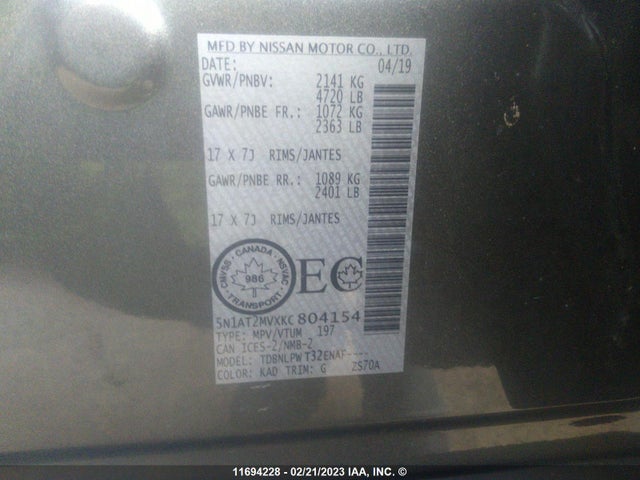 MFD BY NISSAN MOTOR CO., LTD.
DATE: 04/19
GVWR/PNBV: 2141 KG
4720 LB
GAWR/PNBE FR.: 1072 KG
2363 LB
17 X 7J RIMS/JANTES
GAWR/PNBE RR.: 1089 KG
2401 LB
17 X 7J RIMS/JANTES
CANADA
CMVSS NSVAC
986
TRANSPORT
EC
5N1AT2MVXKC804154
TYPE: MPV/VTUM 197
CAN ICES-2/NMB-2
MODEL: TDBNLPWT32ENAF----
COLOR: KAD TRIM: G ZS70A
11694228 - 02/21/2023 IAA, INC. ©